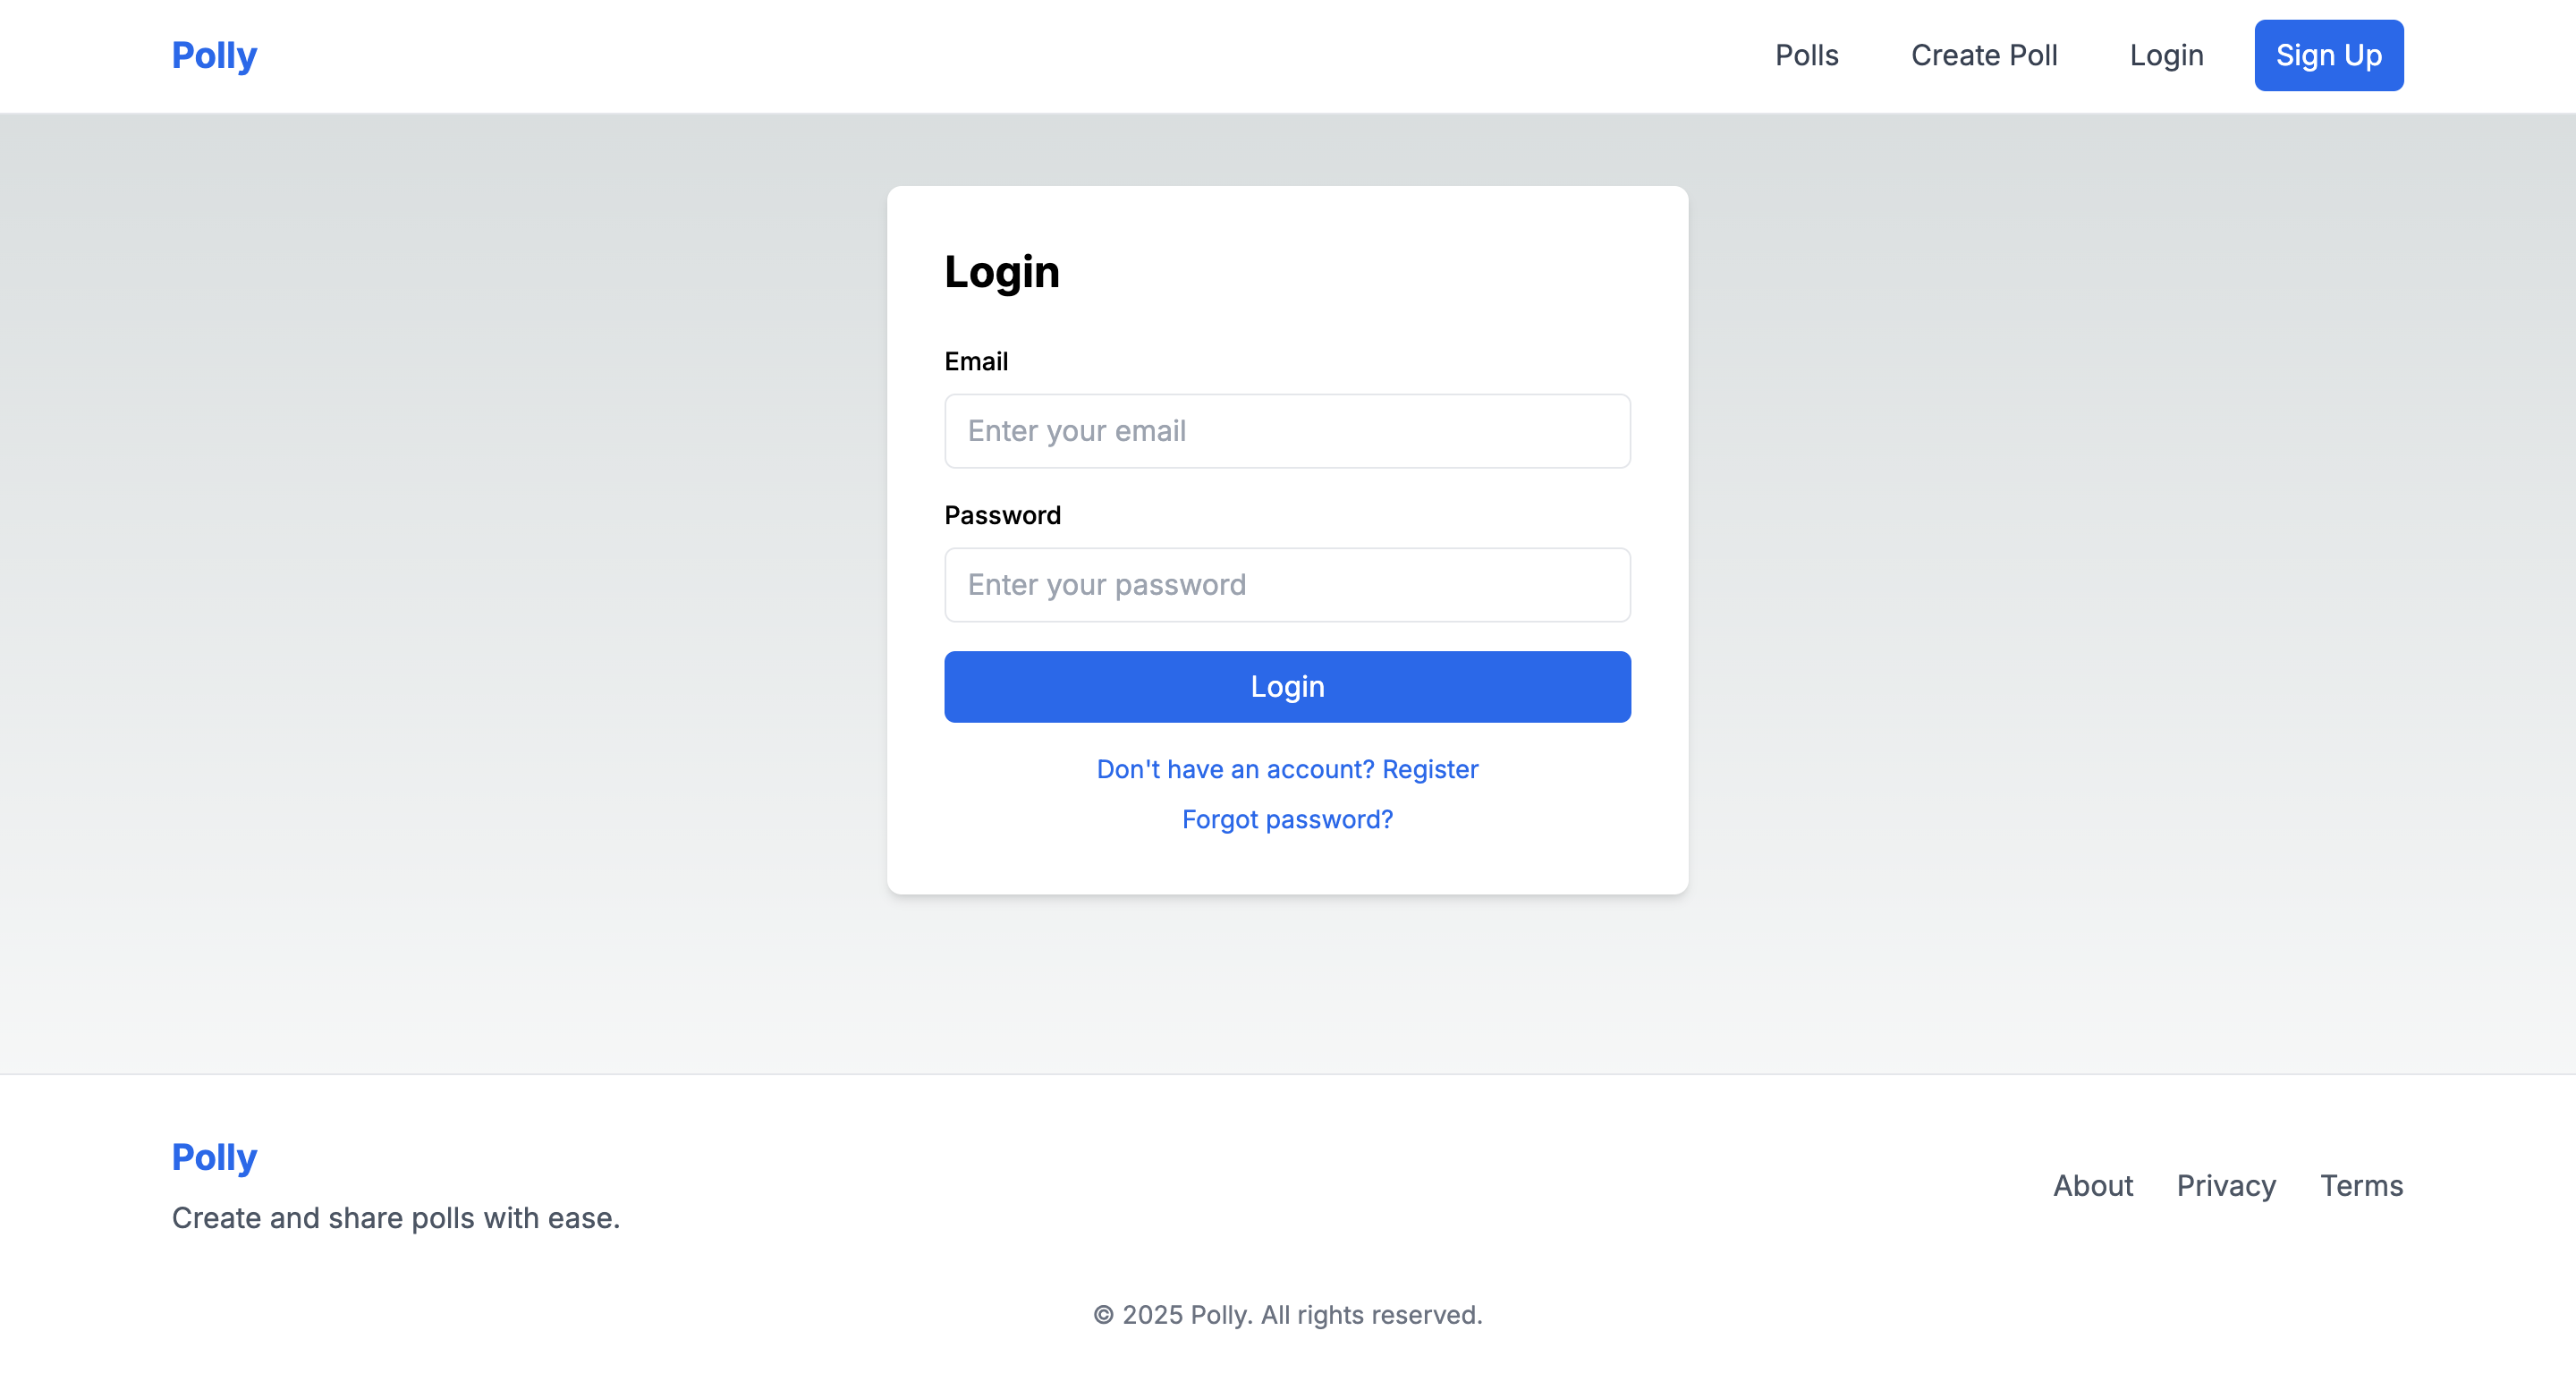 Polly
Polls Create Poll Login Sign Up
Login
Email
Enter your email
Password
Enter your password
Login
Don't have an account? Register
Forgot password?
Polly
Create and share polls with ease.
About Privacy Terms
© 2025 Polly. All rights reserved.